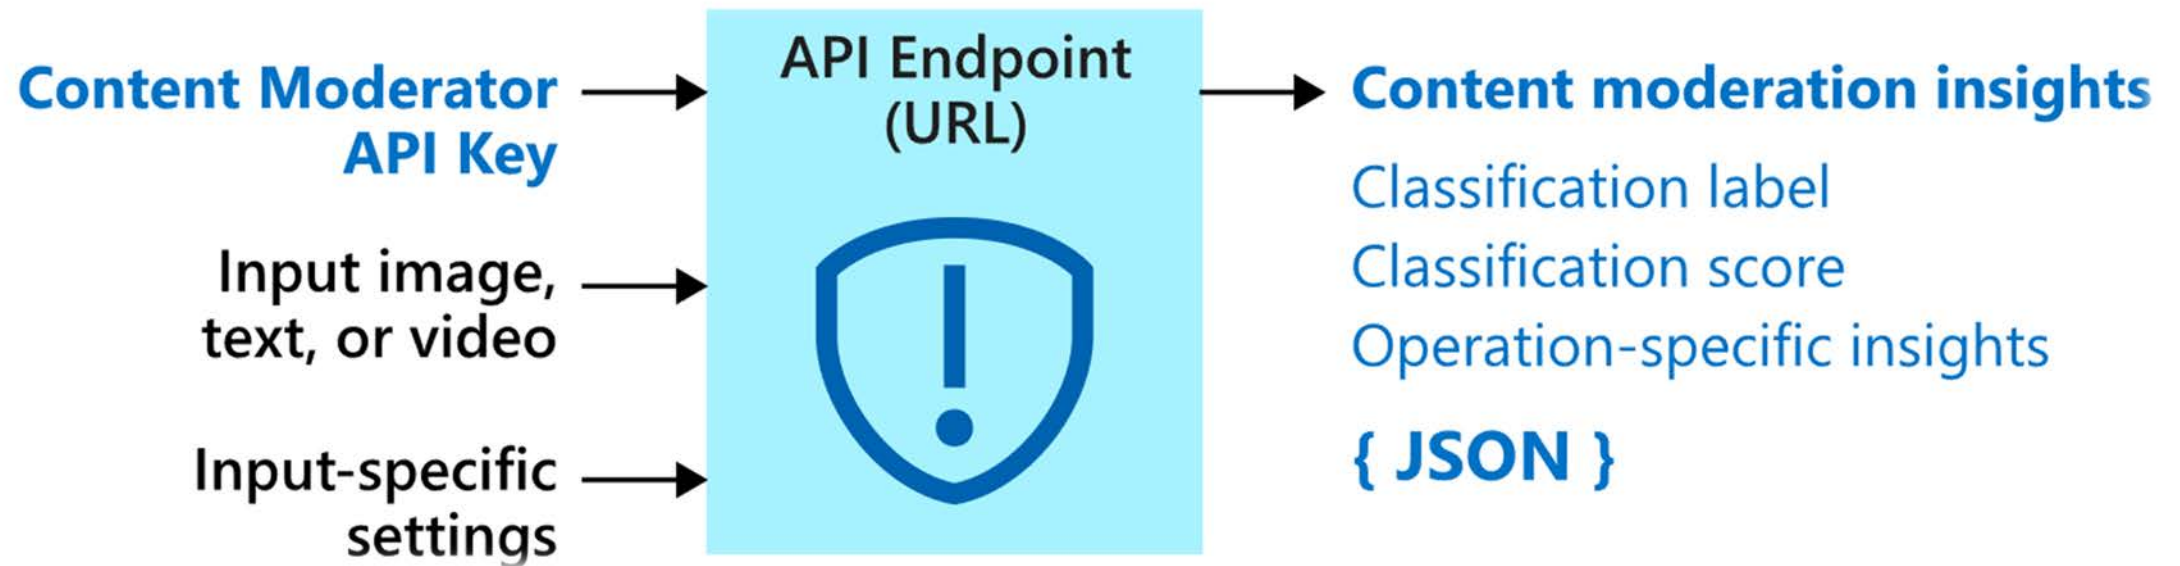 Content Moderator
API Key
Input image,
text, or video
Input-specific
settings
API Endpoint
(URL)
Content moderation insights
Classification label
Classification score
Operation-specific insights
{ JSON }